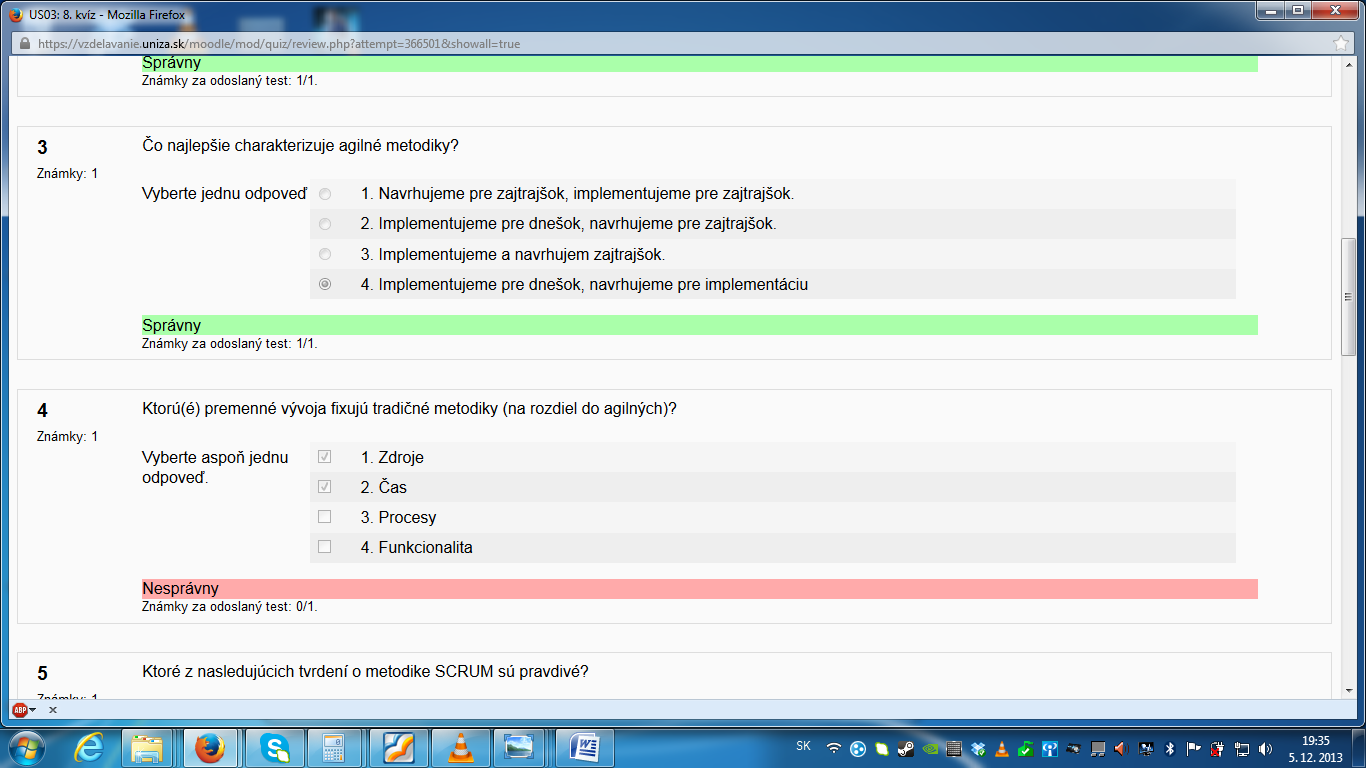 US03: 8. kvíz - Mozilla Firefox
https://vzdelavanie.uniza.sk/moodle/mod/quiz/review.php?attempt=366501&showall=true
Správny
Známky za odoslaný test: 1/1.
3
Čo najlepšie charakterizuje agilné metodiky?
Známky: 1
Vyberte jednu odpoveď
1. Navrhujeme pre zajtrajšok, implementujeme pre zajtrajšok.
2. Implementujeme pre dnešok, navrhujeme pre zajtrajšok.
3. Implementujeme a navrhujem zajtrajšok.
4. Implementujeme pre dnešok, navrhujeme pre implementáciu
Správny
Známky za odoslaný test: 1/1.
4
Ktorú(é) premenné vývoja fixujú tradičné metodiky (na rozdiel do agilných)?
Známky: 1
Vyberte aspoň jednu
odpoveď.
1. Zdroje
2. Čas
3. Procesy
4. Funkcionalita
Nesprávny
Známky za odoslaný test: 0/1.
5
Ktoré z nasledujúcich tvrdení o metodike SCRUM sú pravdivé?
Známky: 1
ABP
SK
19:35
5. 12. 2013